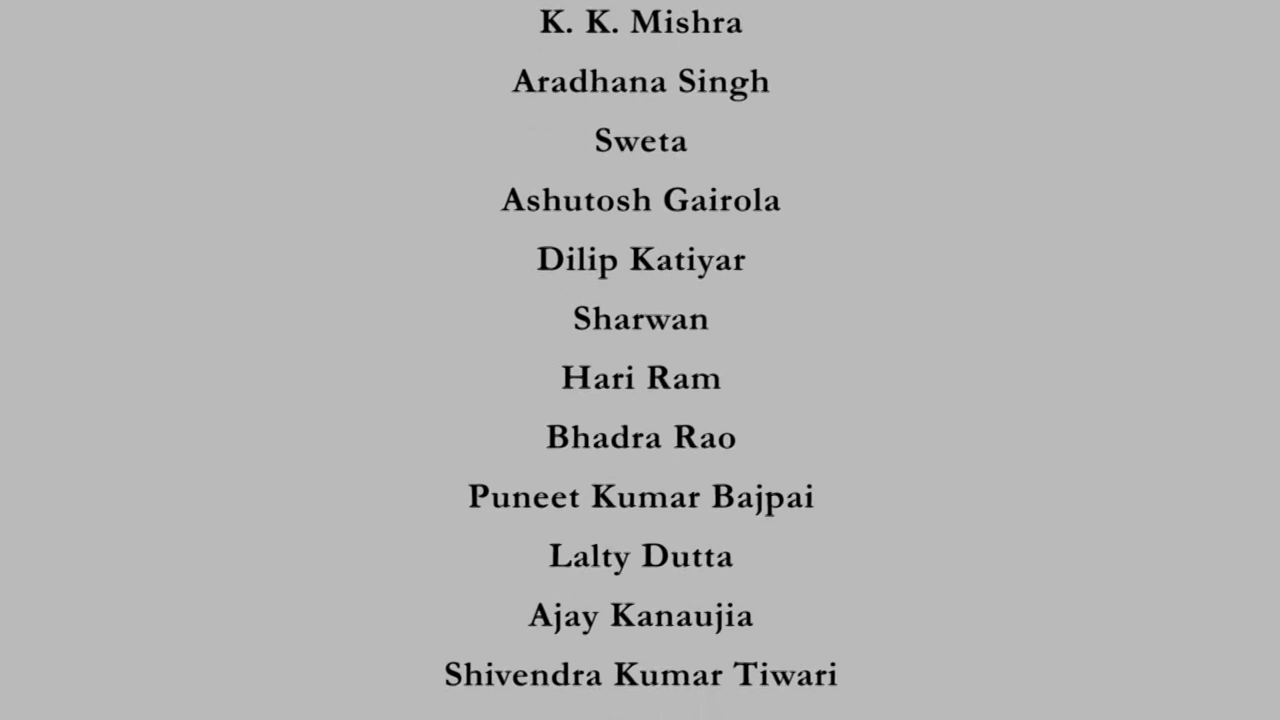 K. K. Mishra
Aradhana Singh
Sweta
Ashutosh Gairola
Dilip Katiyar
Sharwan
Hari Ram
Bhadra Rao
Puneet Kumar Bajpai
Lalty Dutta
Ajay Kanaujia
Shivendra Kumar Tiwari